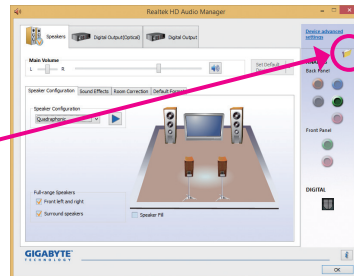 Realtek HD Audio Manager
Speakers
Digital Output(Optical)
Digital Output
Device advanced
settings
Main Volume
L
R
Set Default
Back Panel
Speaker Configuration
Sound Effects
Room Correction
Default Format
Speaker Configuration
Quadraphonic
Front Panel
Full-range Speakers
Front left and right
Surround speakers
Speaker Fill
DIGITAL
GIGABYTE
TECHNOLOGY
OK